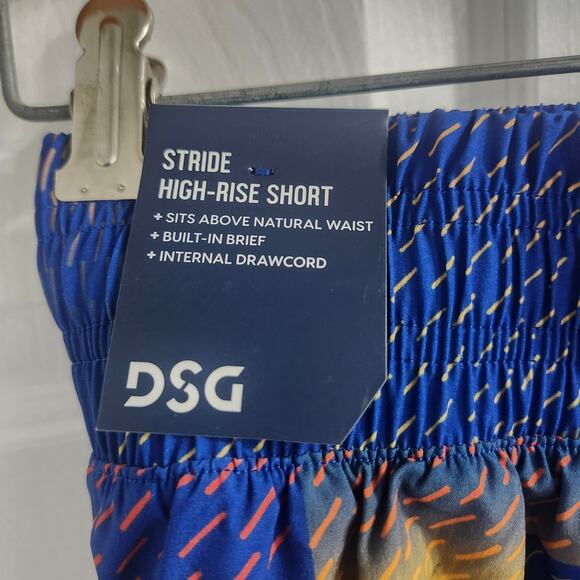 STRIDE
HIGH-RISE SHORT
+ SITS ABOVE NATURAL WAIST
+ BUILT-IN BRIEF
+ INTERNAL DRAWCORD
DSG